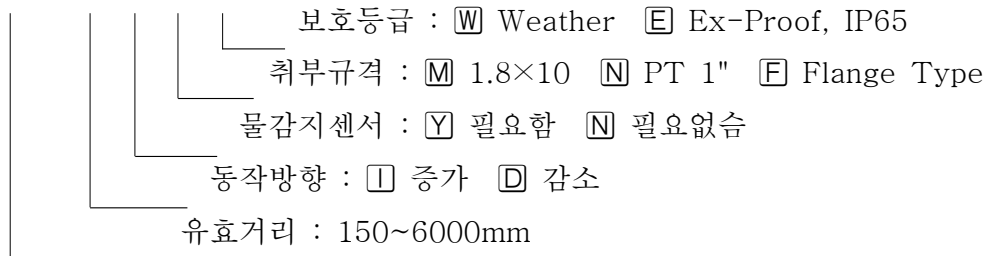 보호등급 : 🅆 Weather 🄴 Ex-Proof, IP65
취부규격 : 🄼 1.8×10 🄽 PT 1" 🄵 Flange Type
물감지센서 : 🅈 필요함 🄽 필요없슴
동작방향 : 🄸 증가 🄳 감소
유효거리 : 150~6000mm